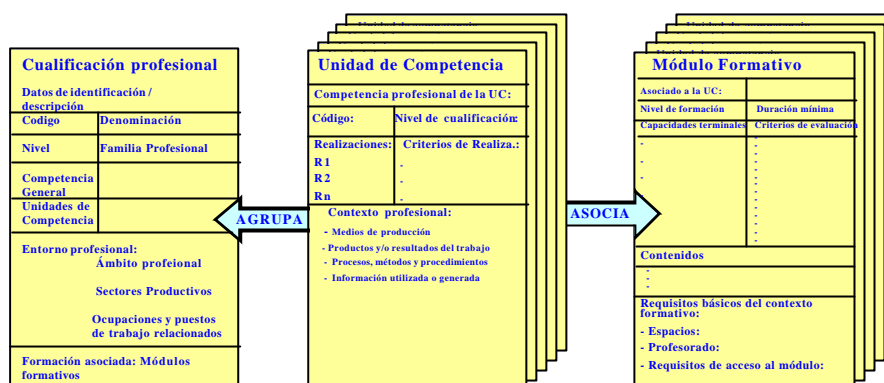 Cualificación profesional
Datos de identificación /
descripción
Codigo
Denominación
Nivel
Familia Profesional
Competencia
General
Unidades de
Competencia
Entorno profesional:
Ámbito profeional
Sectores Productivos
Ocupaciones y puestos
de trabajo relacionados
Formación asociada: Módulos
formativos
AGRUPA
Unidad de Competencia
Competencia profesional de la UC:
Código:
Nivel de cualificación:
Realizaciones:
Criterios de Realiza.:
R1
-
R2
-
Rn
-
Contexto profesional:
- Medios de producción
- Productos y/o resultados del trabajo
- Procesos, métodos y procedimientos
- Información utilizada o generada
ASOCIA
Módulo Formativo
Asociado a la UC:
Nivel de formación
Duración mínima
Capacidades terminales
Criterios de evaluación
Contenidos
-
-
-
Requisitos básicos del contexto
formativo:
- Espacios:
- Profesorado:
- Requisitos de acceso al módulo: